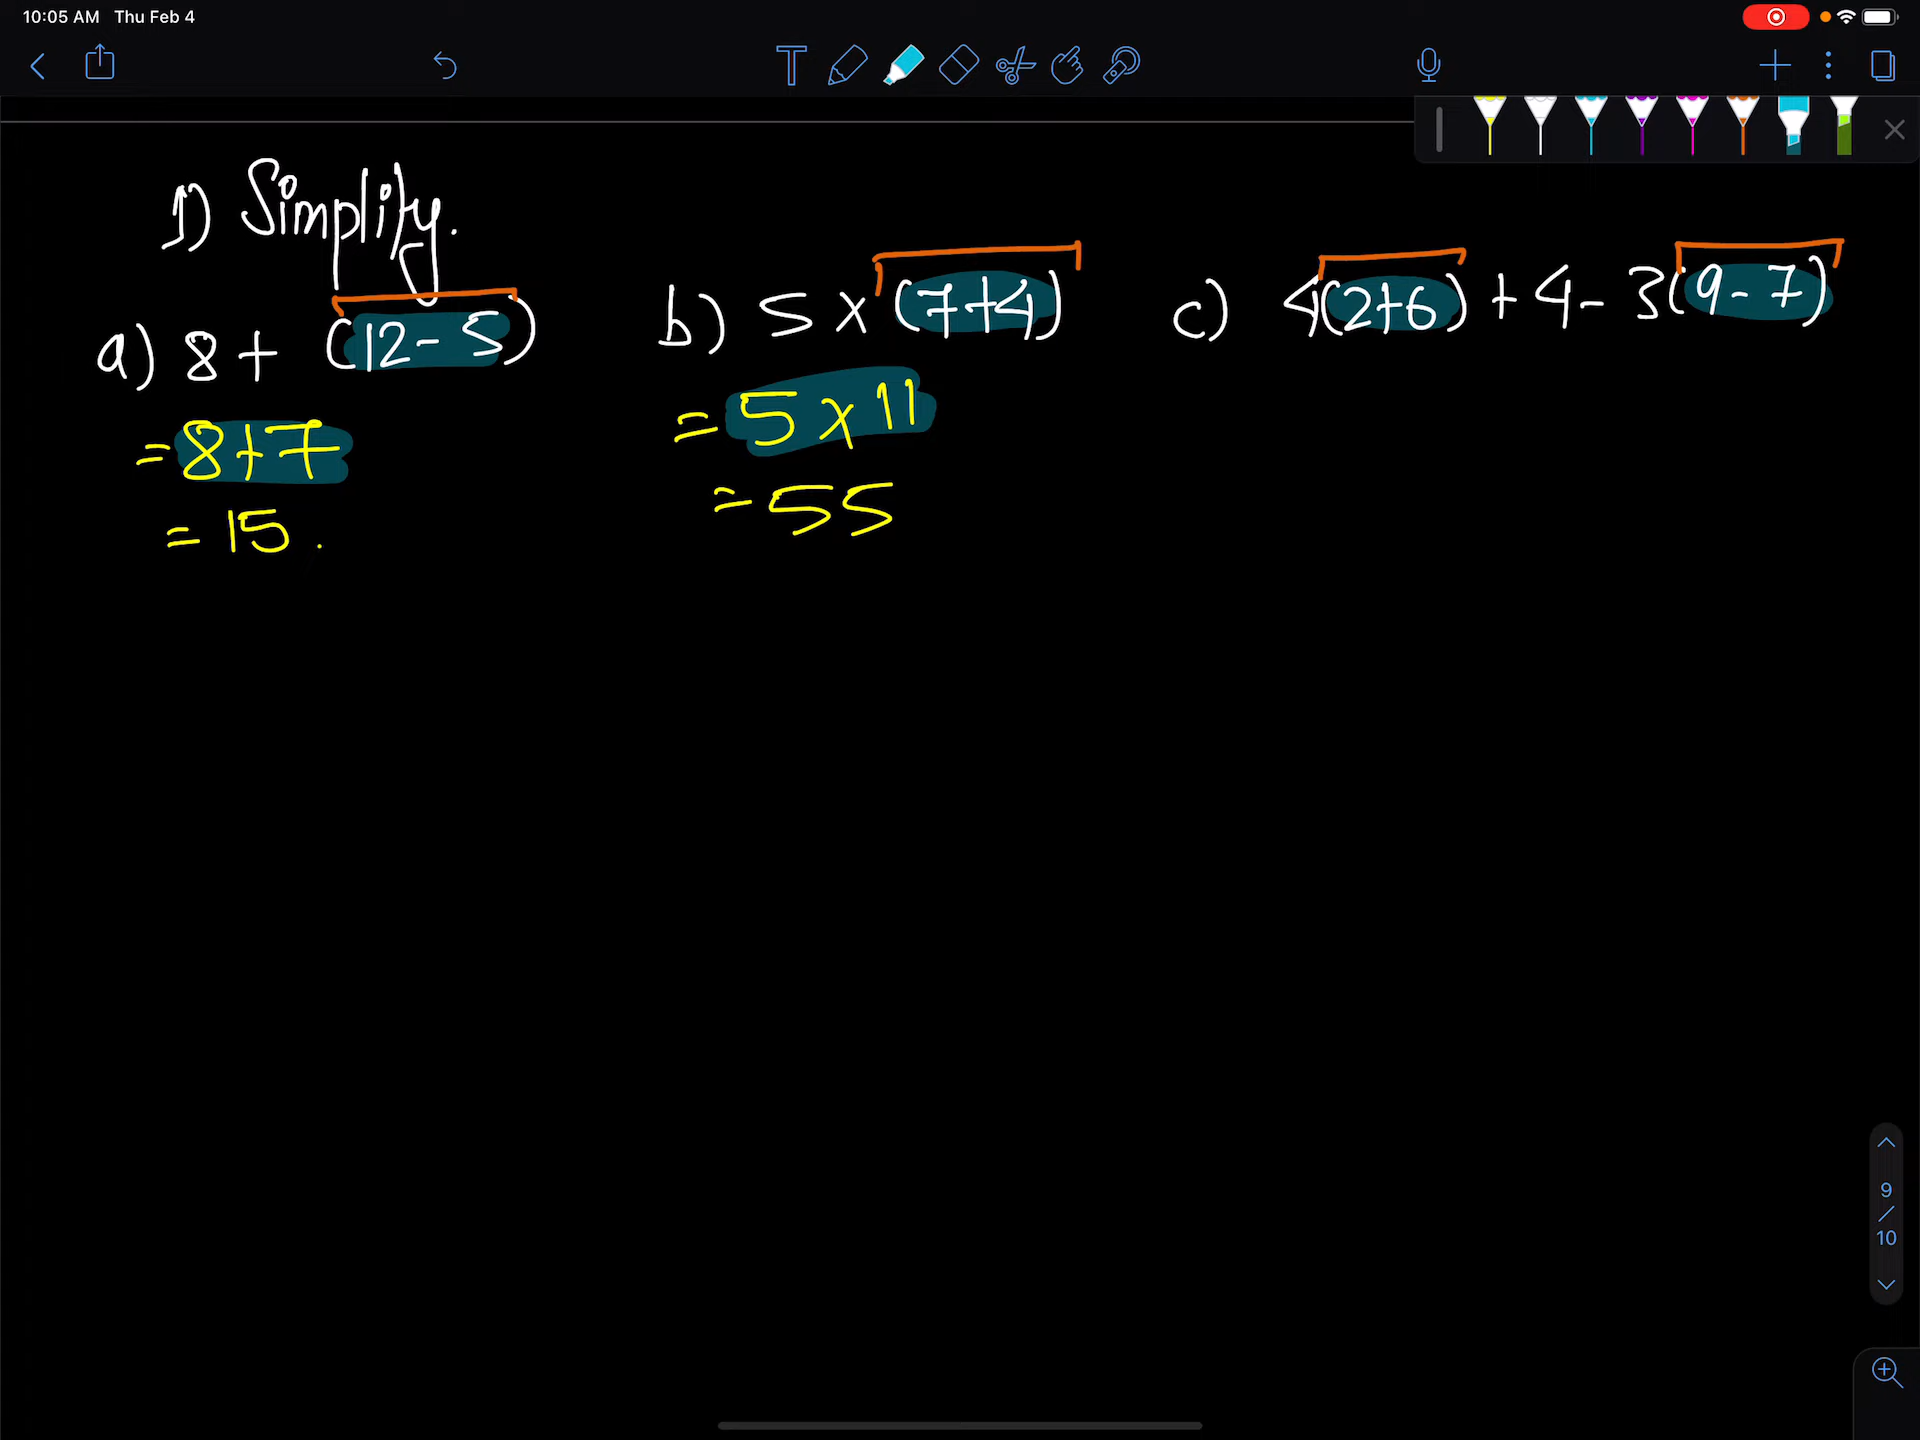 10:05 AM Thu Feb 4
1) Simplify.
a) 8 + (12 - 5)
= 8 + 7
= 15 .
b) 5 x (7+4)
= 5 x 11
= 55
c) 4(2+6) + 4 - 3(9 - 7)
9
/
10